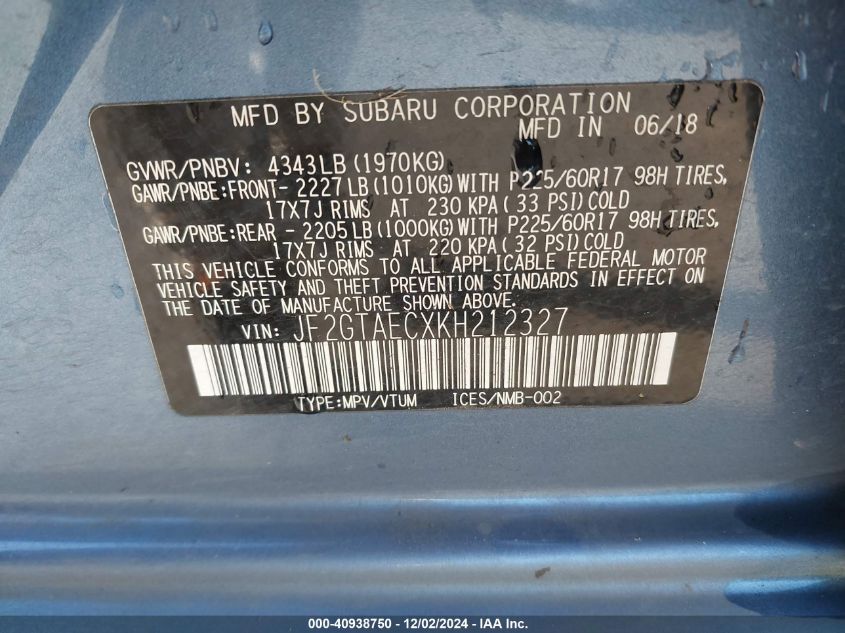 MFD BY SUBARU CORPORATION
MFD IN 06/18
GVWR/PNBV: 4343LB (1970KG)
GAWR/PNBE:FRONT- 2227 LB(1010KG) WITH P225/60R17 98H TIRES,
17X7J RIMS AT 230 KPA( 33 PSI) COLD
GAWR/PNBE:REAR - 2205LB(1000KG) WITH P225/60R17 98H TIRES,
17X7J RIMS AT 220 KPA( 32 PSI)COLD
THIS VEHICLE CONFORMS TO ALL APPLICABLE FEDERAL MOTOR
VEHICLE SAFETY AND THEFT PREVENTION STANDARDS IN EFFECT ON
THE DATE OF MANUFACTURE SHOWN ABOVE.
VIN: JF2GTAECXKH212327
TYPE:MPV/VTUM ICES/NMB-002
000-40938750 - 12/02/2024 - IAA Inc.